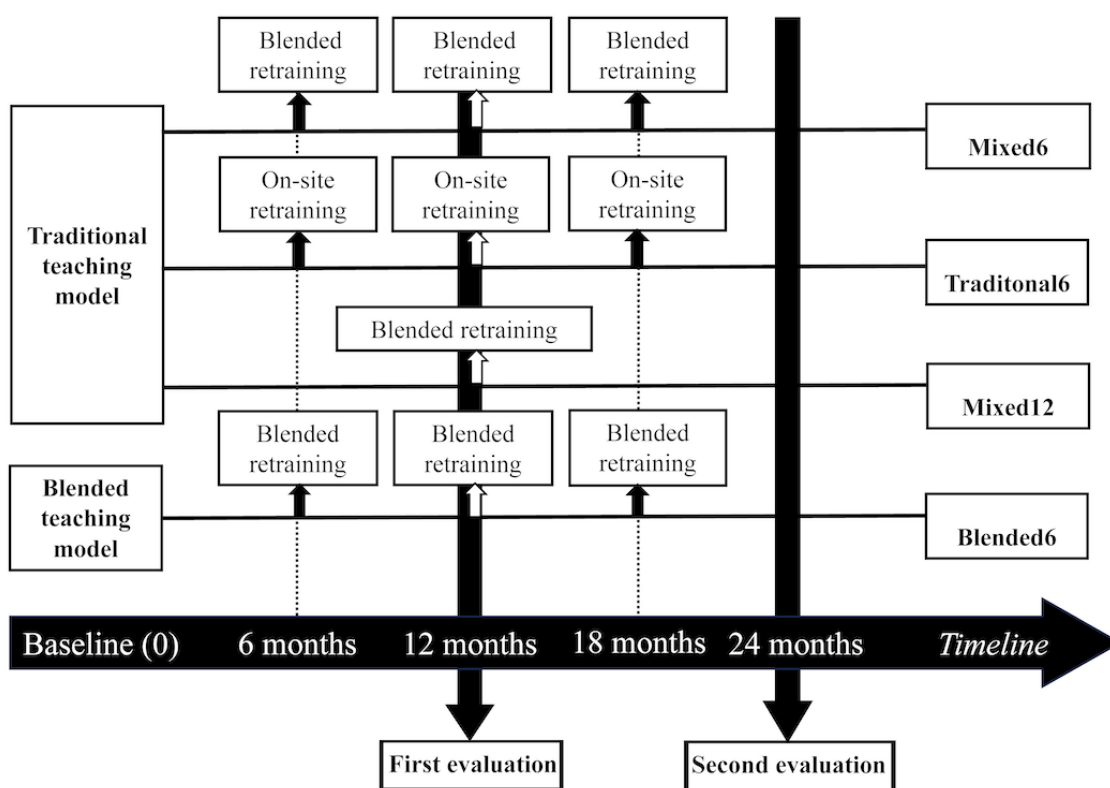 Blended
retraining
Blended
retraining
Blended
retraining
Mixed6
On-site
retraining
On-site
retraining
On-site
retraining
Traditional
teaching
model
Traditonal6
Blended retraining
Mixed12
Blended
retraining
Blended
retraining
Blended
retraining
Blended
teaching
model
Blended6
Baseline (0) 6 months 12 months 18 months 24 months Timeline
First evaluation
Second evaluation